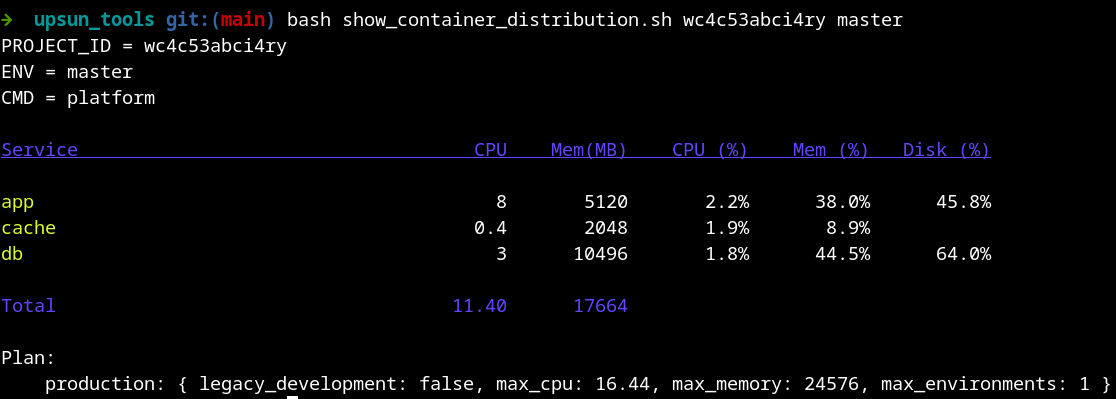 → upsun_tools git:(main) bash show_container_distribution.sh wc4c53abci4ry master
PROJECT_ID = wc4c53abci4ry
ENV = master
CMD = platform
Service CPU Mem(MB) CPU (%) Mem (%) Disk (%)
app 8 5120 2.2% 38.0% 45.8%
cache 0.4 2048 1.9% 8.9%
db 3 10496 1.8% 44.5% 64.0%
Total 11.40 17664
Plan:
production: { legacy_development: false, max_cpu: 16.44, max_memory: 24576, max_environments: 1 }